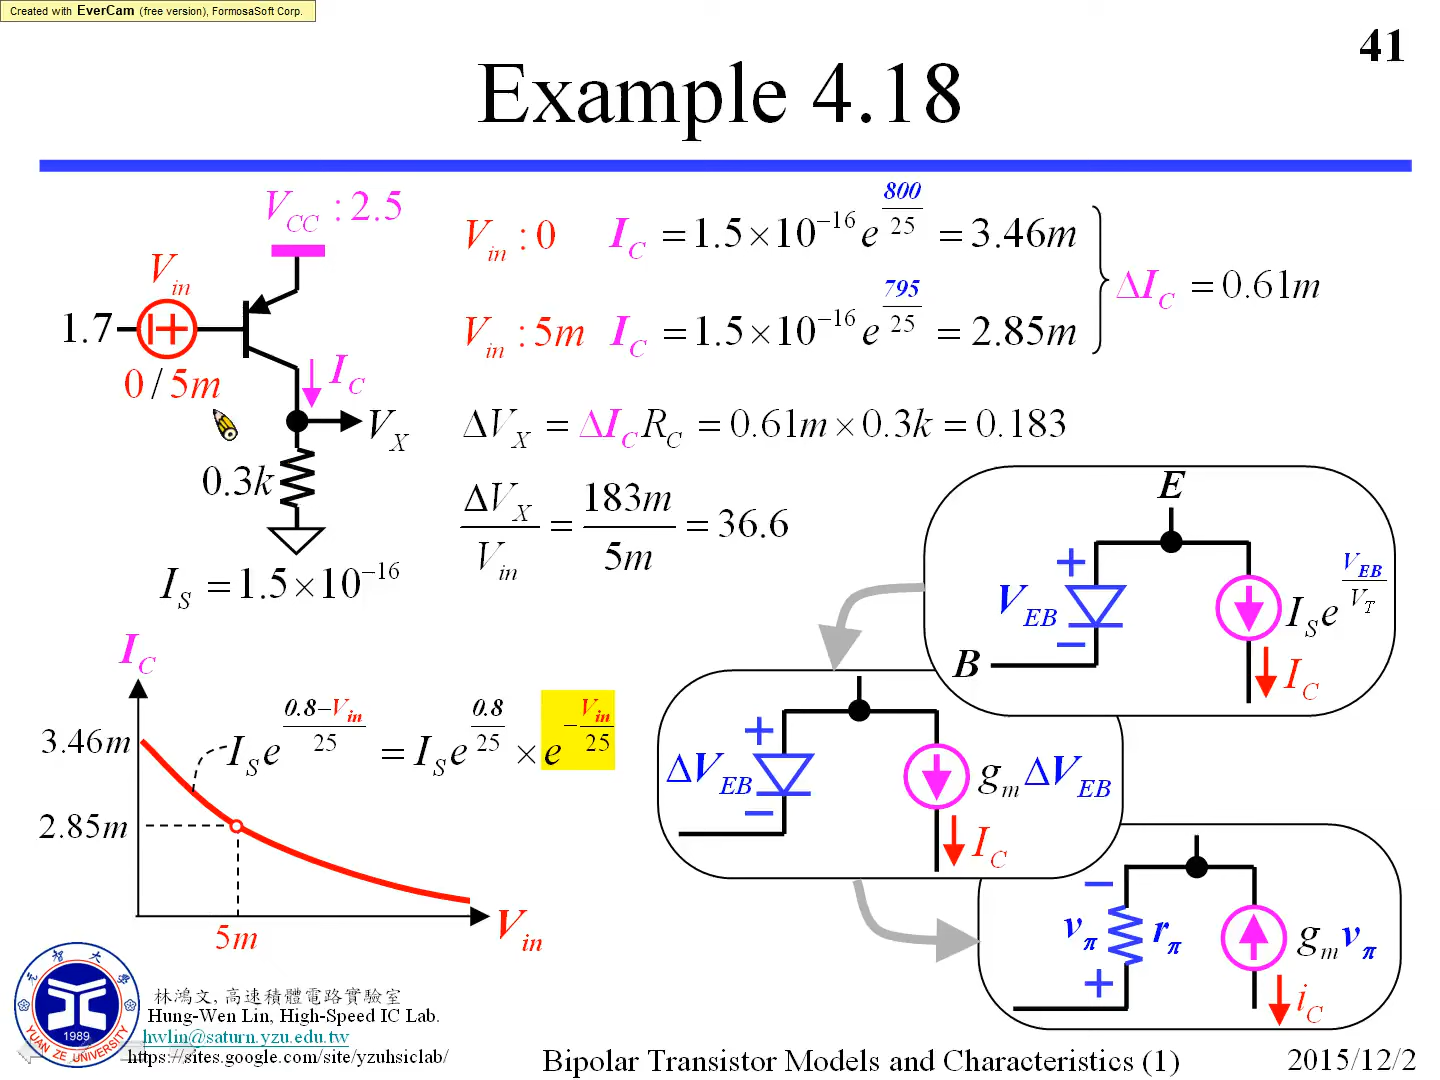 Created with EverCam (free version), FormosaSoft Corp.
41
Example 4.18
V_CC : 2.5
V_in
1.7
0 / 5m
I_C
V_X
0.3k
I_S = 1.5×10^−16
V_in : 0 I_C = 1.5×10^−16 e^(800/25) = 3.46m
V_in : 5m I_C = 1.5×10^−16 e^(795/25) = 2.85m
ΔI_C = 0.61m
ΔV_X = ΔI_C R_C = 0.61m×0.3k = 0.183
ΔV_X / V_in = 183m / 5m = 36.6
E
+
V_EB
−
B
I_S e^(V_EB/V_T)
I_C
I_C
3.46m
2.85m
I_S e^((0.8−V_in)/25) = I_S e^(0.8/25) × e^(−V_in/25)
5m
V_in
+
ΔV_EB
−
g_m ΔV_EB
I_C
−
v_π
r_π
+
g_m v_π
i_C
元智大學
YUAN ZE UNIVERSITY
1989
林鴻文, 高速積體電路實驗室
Hung-Wen Lin, High-Speed IC Lab.
hwlin@saturn.yzu.edu.tw
https://sites.google.com/site/yzuhsiclab/
Bipolar Transistor Models and Characteristics (1)
2015/12/2